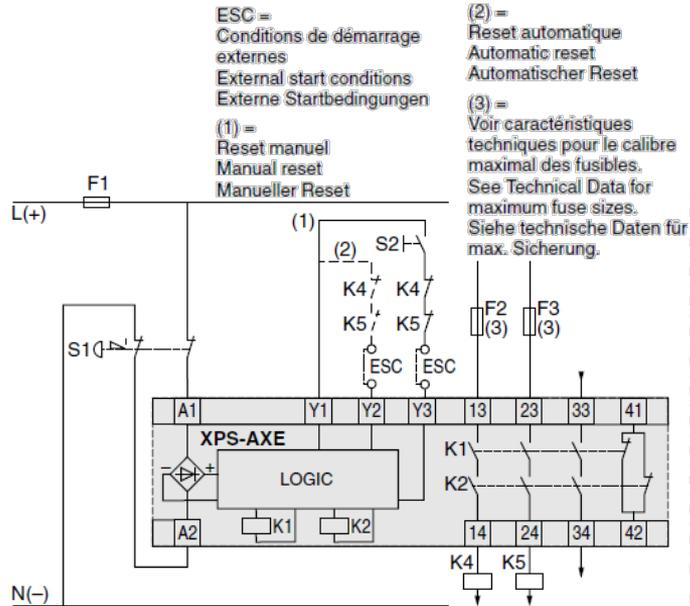 ESC =
Conditions de démarrage
externes
External start conditions
Externe Startbedingungen
(1) =
Reset manuel
Manual reset
Manueller Reset
(2) =
Reset automatique
Automatic reset
Automatischer Reset
(3) =
Voir caractéristiques
techniques pour le calibre
maximal des fusibles.
See Technical Data for
maximum fuse sizes.
Siehe technische Daten für
max. Sicherung.
F1
L(+)
(1)
(2)
S2
K4
K4
K5
K5
ESC
ESC
F2
(3)
F3
(3)
S1
A1
Y1
Y2
Y3
13
23
33
41
XPS-AXE
–
+
LOGIC
K1
K2
K1
K2
A2
14
24
34
42
K4
K5
N(–)